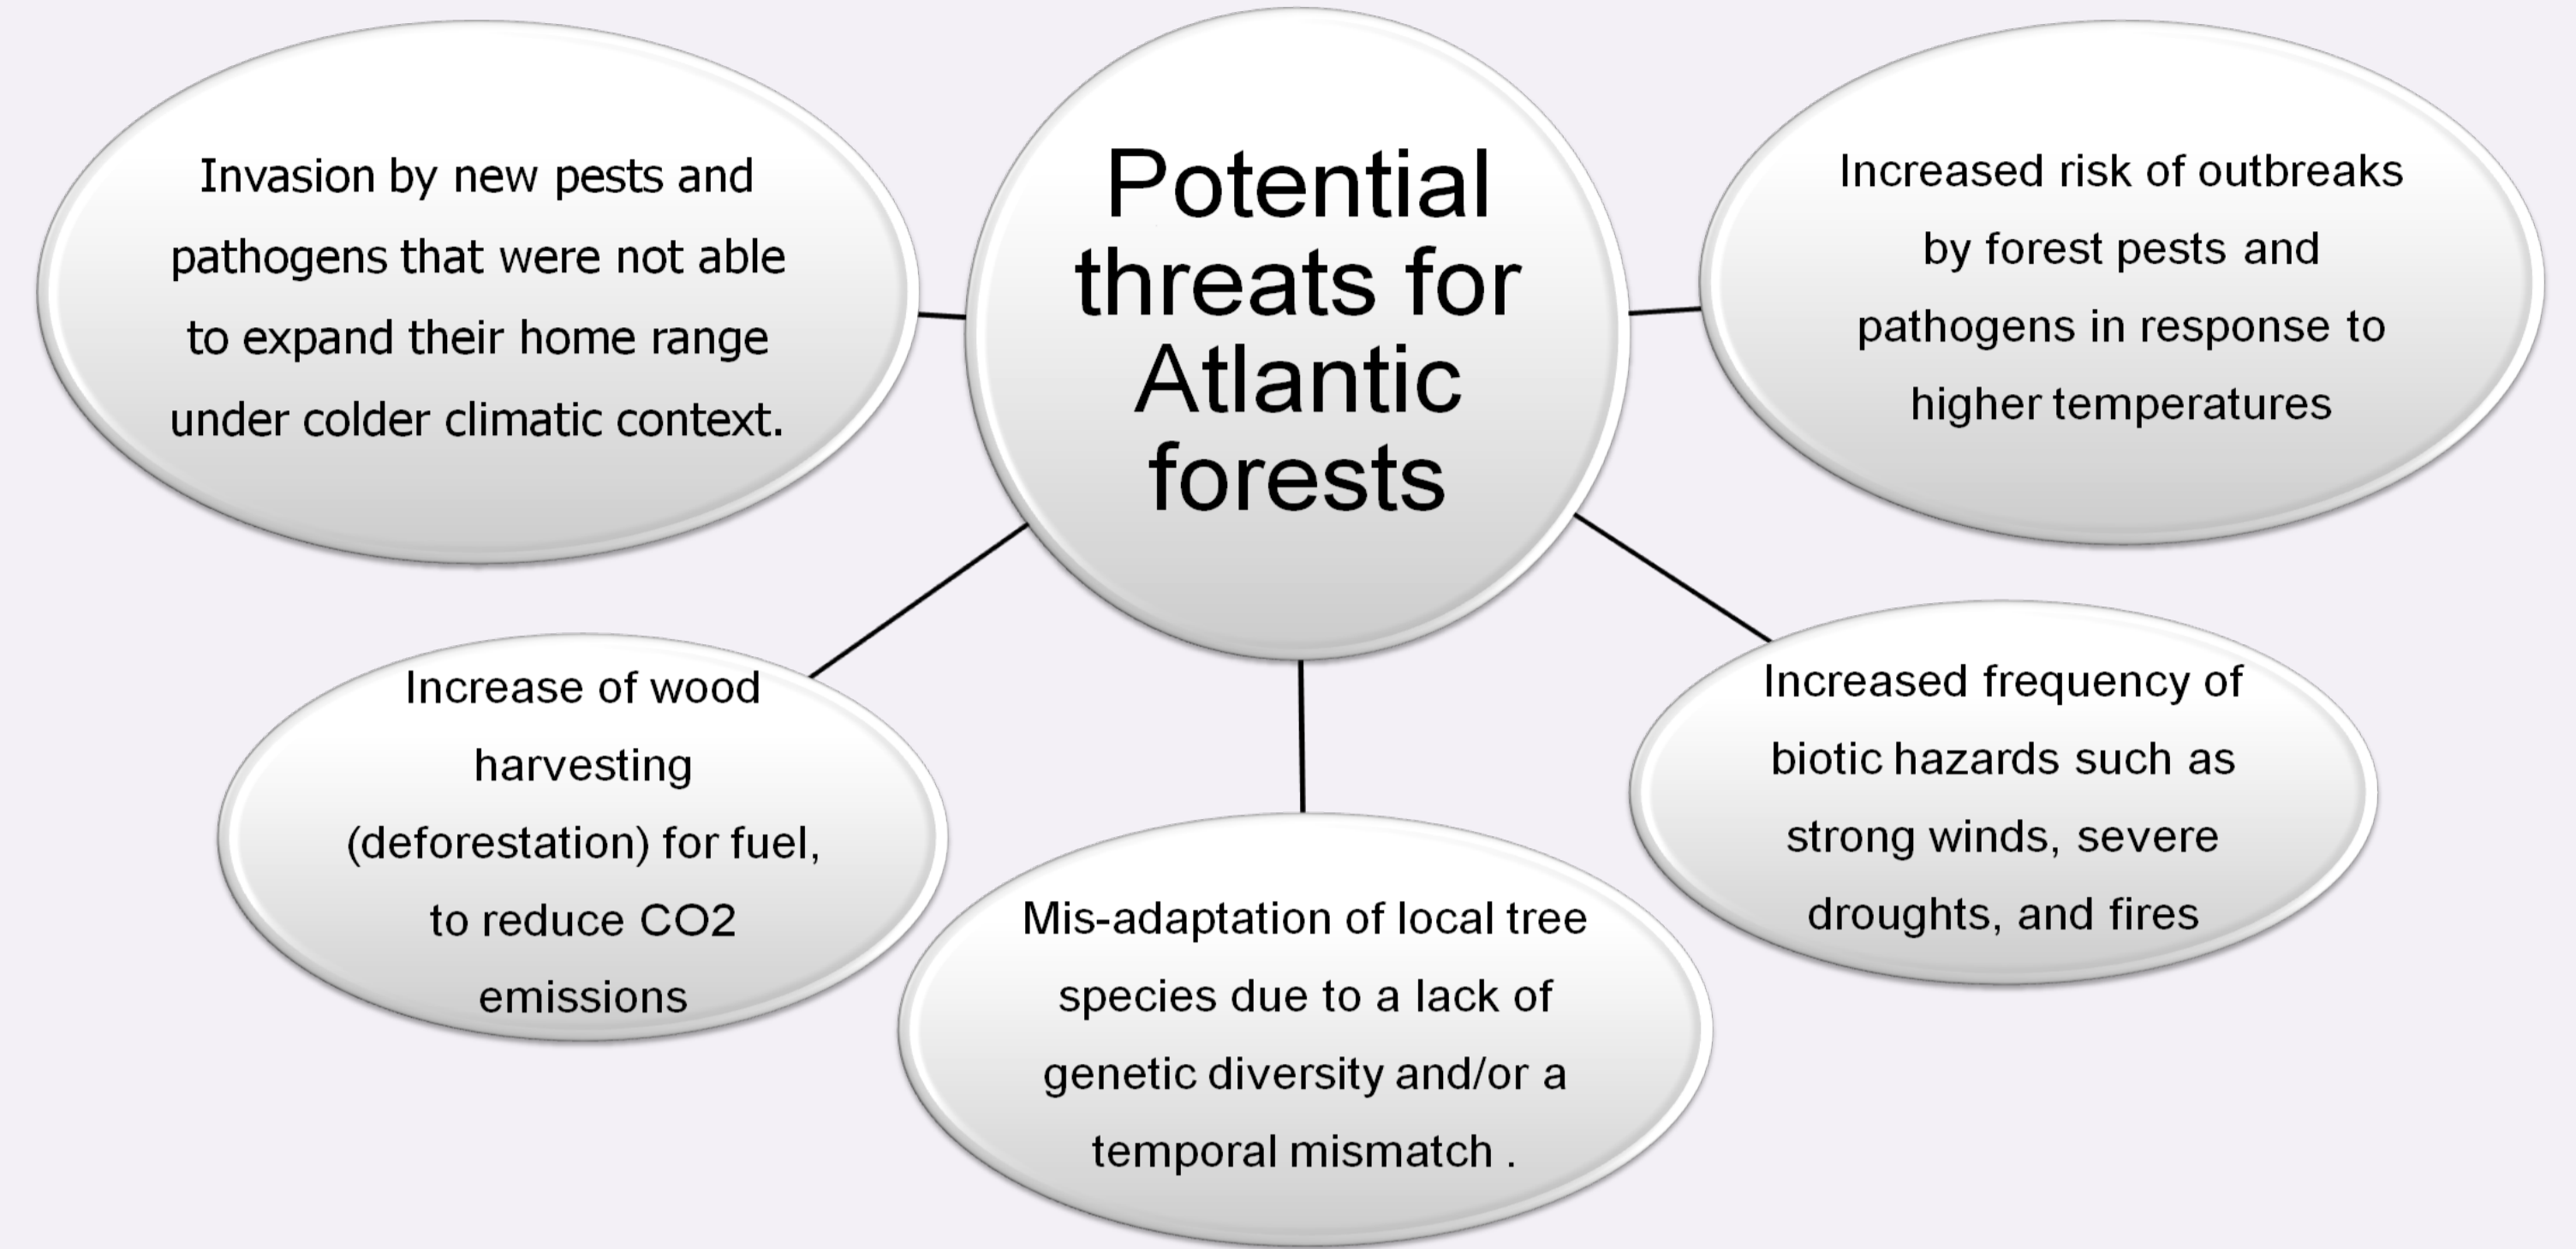 Potential
threats for
Atlantic
forests
Invasion by new pests and
pathogens that were not able
to expand their home range
under colder climatic context.
Increased risk of outbreaks
by forest pests and
pathogens in response to
higher temperatures
Increase of wood
harvesting
(deforestation) for fuel,
to reduce CO2
emissions
Mis-adaptation of local tree
species due to a lack of
genetic diversity and/or a
temporal mismatch .
Increased frequency of
biotic hazards such as
strong winds, severe
droughts, and fires